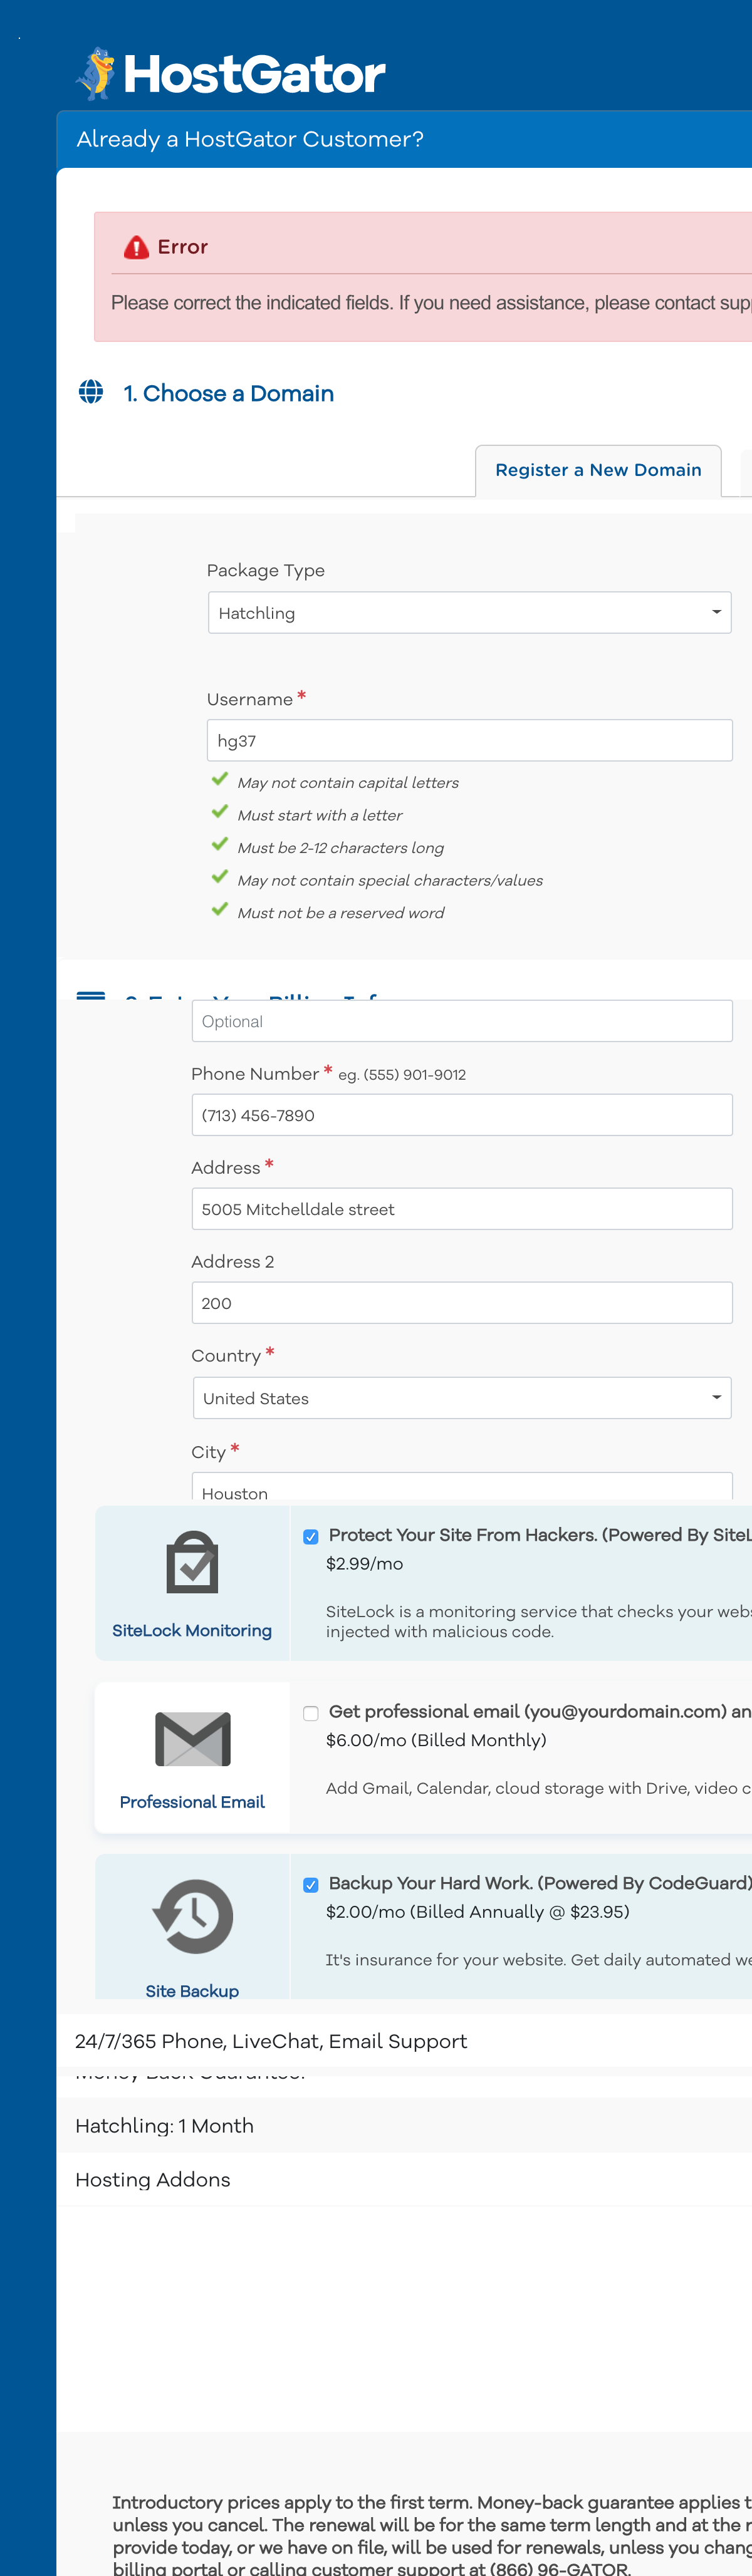 HostGator
Already a HostGator Customer?
Error
Please correct the indicated fields. If you need assistance, please contact
1. Choose a Domain
Register a New Domain
Package Type
Hatchling
Username *
hg37
May not contain capital letters
Must start with a letter
Must be 2-12 characters long
May not contain special characters/values
Must not be a reserved word
Optional
Phone Number * eg. (555) 901-9012
(713) 456-7890
Address *
5005 Mitchelldale street
Address 2
200
Country *
United States
City *
Houston
Protect Your Site From Hackers. (Powered By
$2.99/mo
SiteLock is a monitoring service that checks your
injected with malicious code.
SiteLock Monitoring
Get professional email (you@yourdomain.com)
$6.00/mo (Billed Monthly)
Add Gmail, Calendar, cloud storage with Drive, video
Professional Email
Backup Your Hard Work. (Powered By CodeGuard)
$2.00/mo (Billed Annually @ $23.95)
It's insurance for your website. Get daily automated
Site Backup
24/7/365 Phone, LiveChat, Email Support
Hatchling: 1 Month
Hosting Addons
Introductory prices apply to the first term. Money-back guarantee applies
unless you cancel. The renewal will be for the same term length and at the
provide today, or we have on file, will be used for renewals, unless you
billing portal or calling customer support at (866) 96-GATOR.